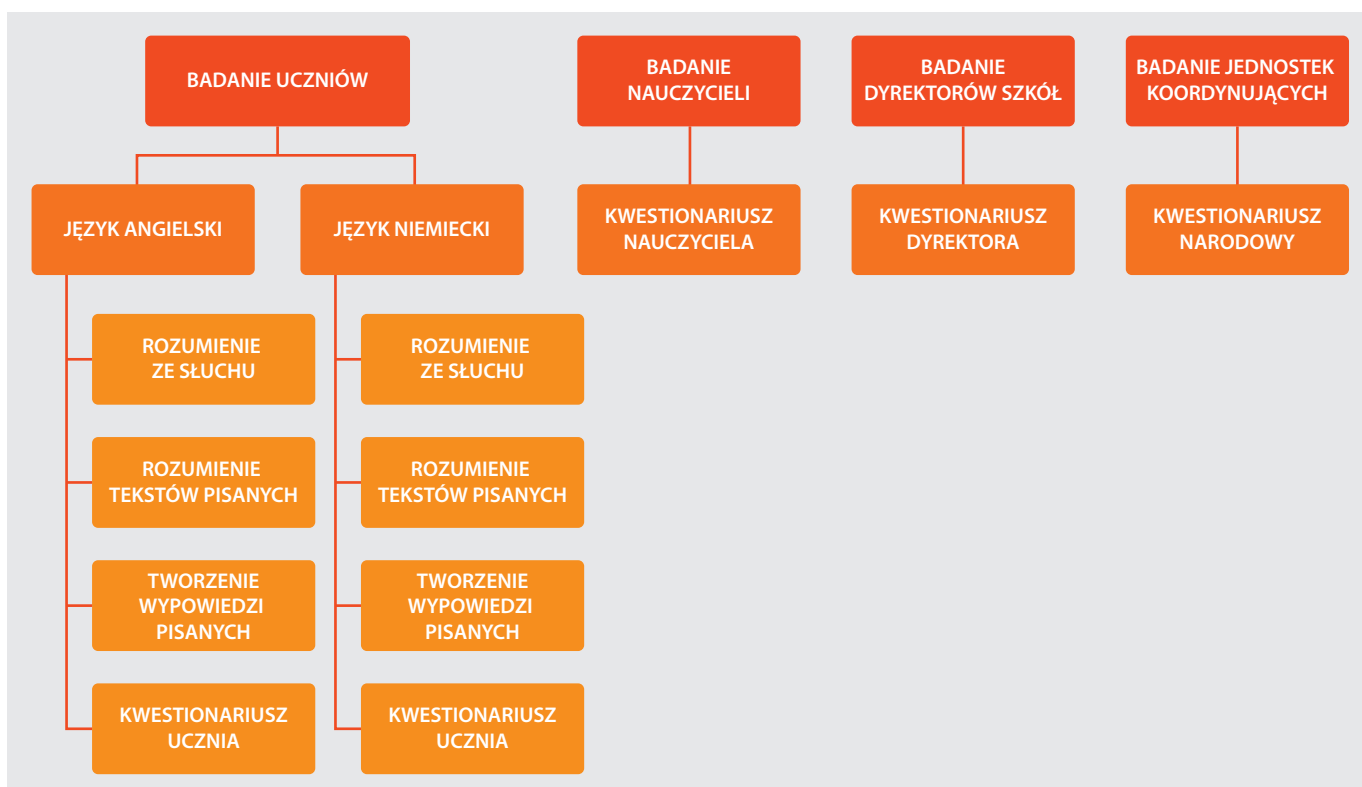 BADANIE UCZNIÓW
BADANIE
NAUCZYCIELI
BADANIE
DYREKTORÓW SZKÓŁ
BADANIE JEDNOSTEK
KOORDYNUJĄCYCH
JĘZYK ANGIELSKI
JĘZYK NIEMIECKI
KWESTIONARIUSZ
NAUCZYCIELA
KWESTIONARIUSZ
DYREKTORA
KWESTIONARIUSZ
NARODOWY
ROZUMIENIE
ZE SŁUCHU
ROZUMIENIE
ZE SŁUCHU
ROZUMIENIE
TEKSTÓW PISANYCH
ROZUMIENIE
TEKSTÓW PISANYCH
TWORZENIE
WYPOWIEDZI
PISANYCH
TWORZENIE
WYPOWIEDZI
PISANYCH
KWESTIONARIUSZ
UCZNIA
KWESTIONARIUSZ
UCZNIA